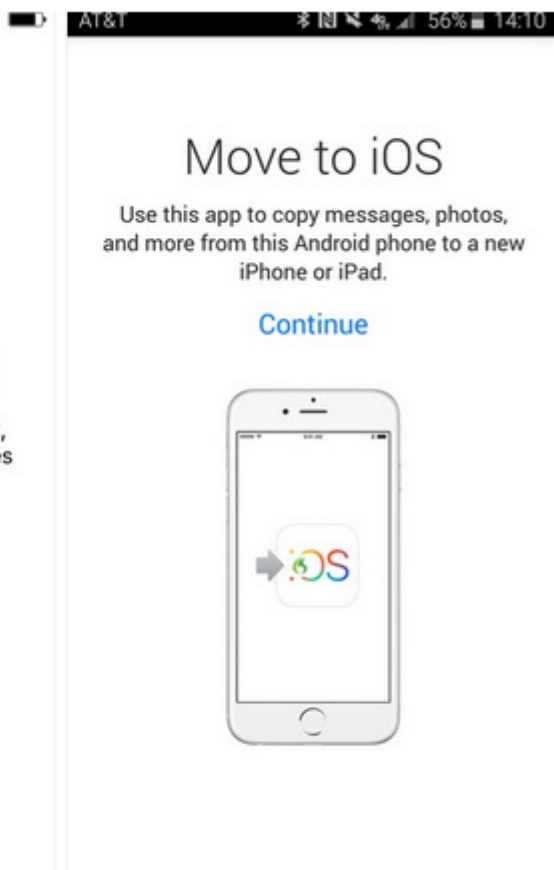 AT&T 56% 14:10
Move to iOS
Use this app to copy messages, photos,
and more from this Android phone to a new
iPhone or iPad.
Continue
iOS
,
es